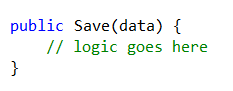 public Save(data) {
    // logic goes here
}